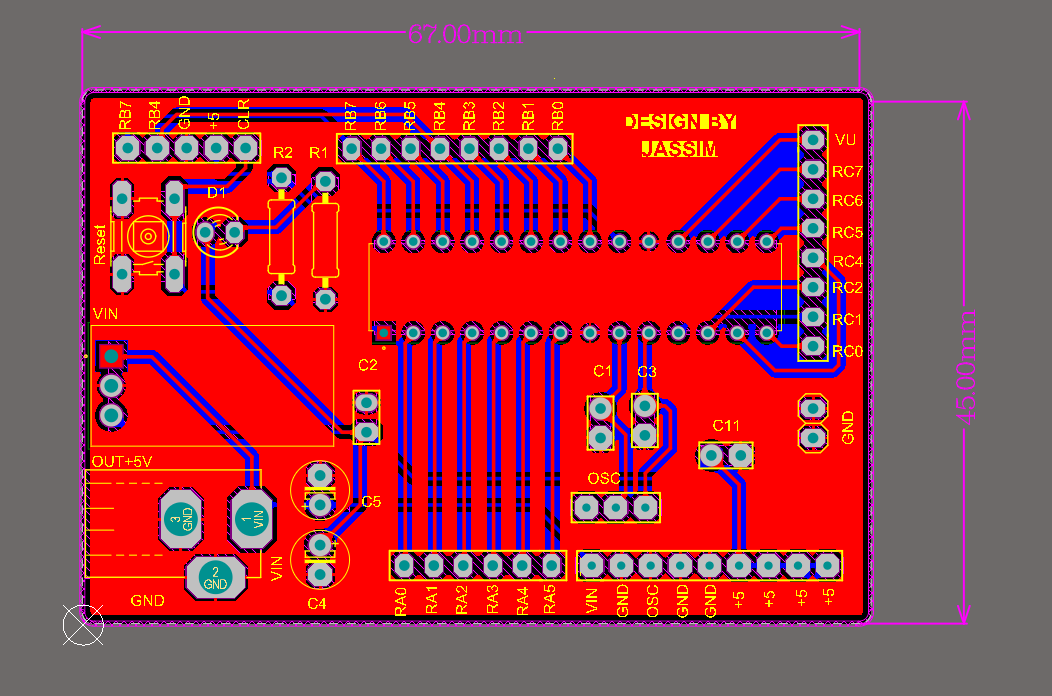 67.00mm
RB7
RB4
GND
+5
CLR
RB7
RB6
RB5
RB4
RB3
RB2
RB1
RB0
DESIGN BY
JASSIM
VU
RC7
RC6
RC5
RC4
RC2
RC1
RC0
R2
R1
D1
Reset
VIN
C2
C1
C3
45.00mm
GND
C11
OUT+5V
OSC
C5
+
3
GND
1
VIN
2
GND
VIN
+
GND
C4
RA0
RA1
RA2
RA3
RA4
RA5
VIN
GND
OSC
GND
GND
+5
+5
+5
+5